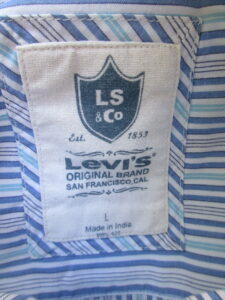 LS
& Co
Est. 1853
Levi's
ORIGINAL BRAND
SAN FRANCISCO, CAL
L
Made in India